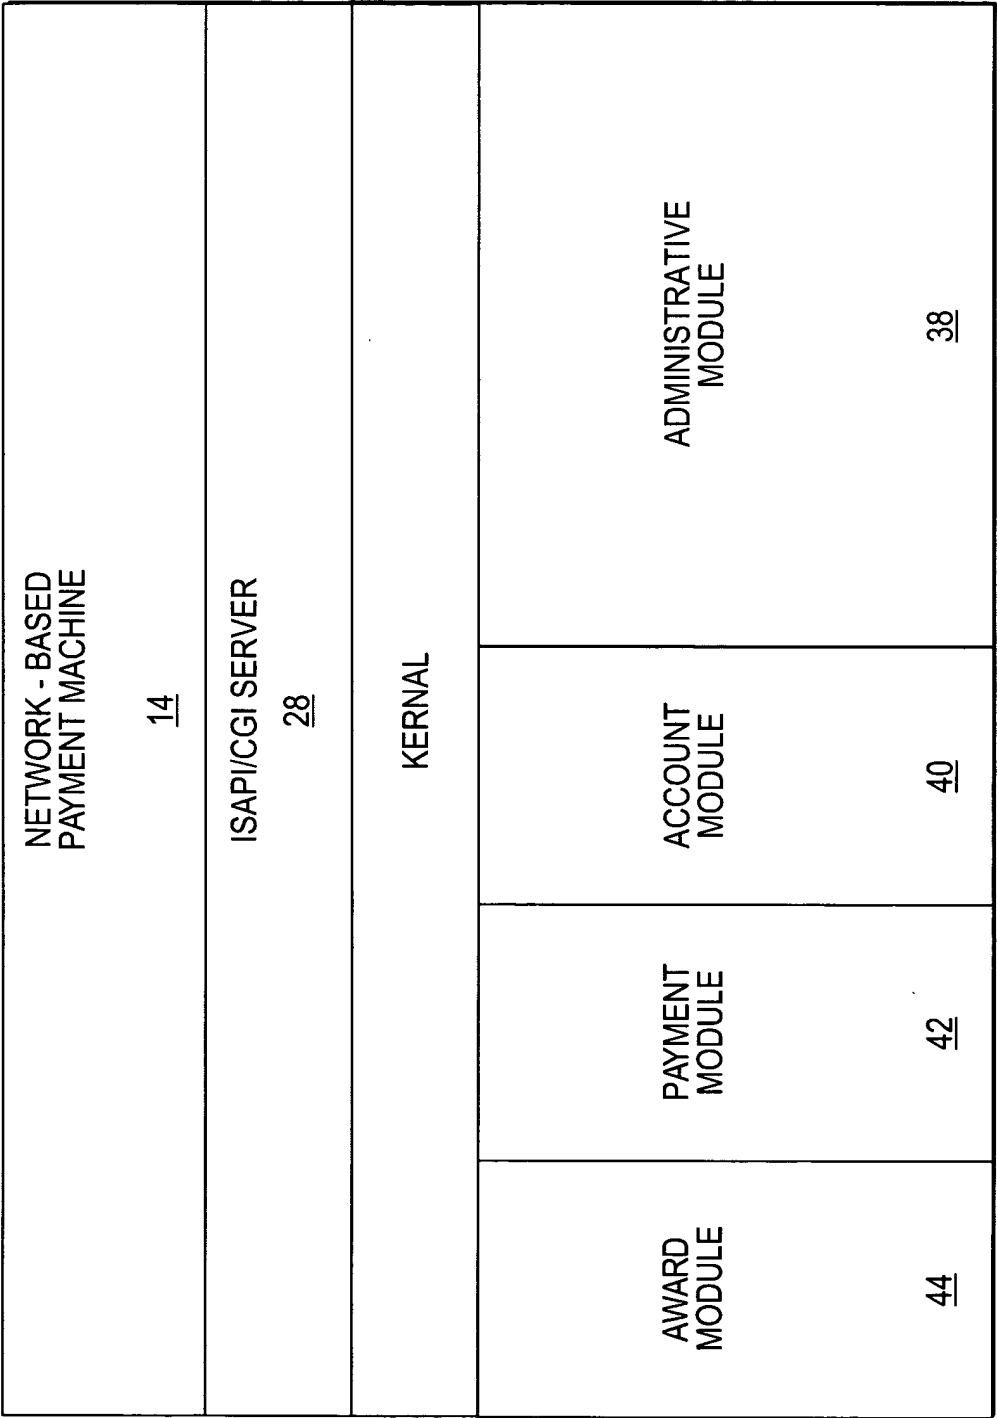 NETWORK - BASED
PAYMENT MACHINE
14
ISAPI/CGI SERVER
28
KERNAL
AWARD
MODULE
44
PAYMENT
MODULE
42
ACCOUNT
MODULE
40
ADMINISTRATIVE
MODULE
38